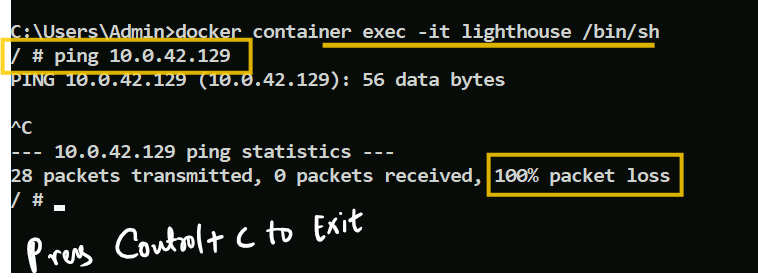 C:\Users\Admin>docker container exec -it lighthouse /bin/sh
/ # ping 10.0.42.129
PING 10.0.42.129 (10.0.42.129): 56 data bytes
^C
--- 10.0.42.129 ping statistics ---
28 packets transmitted, 0 packets received, 100% packet loss
/ # _
Press Control + C to Exit